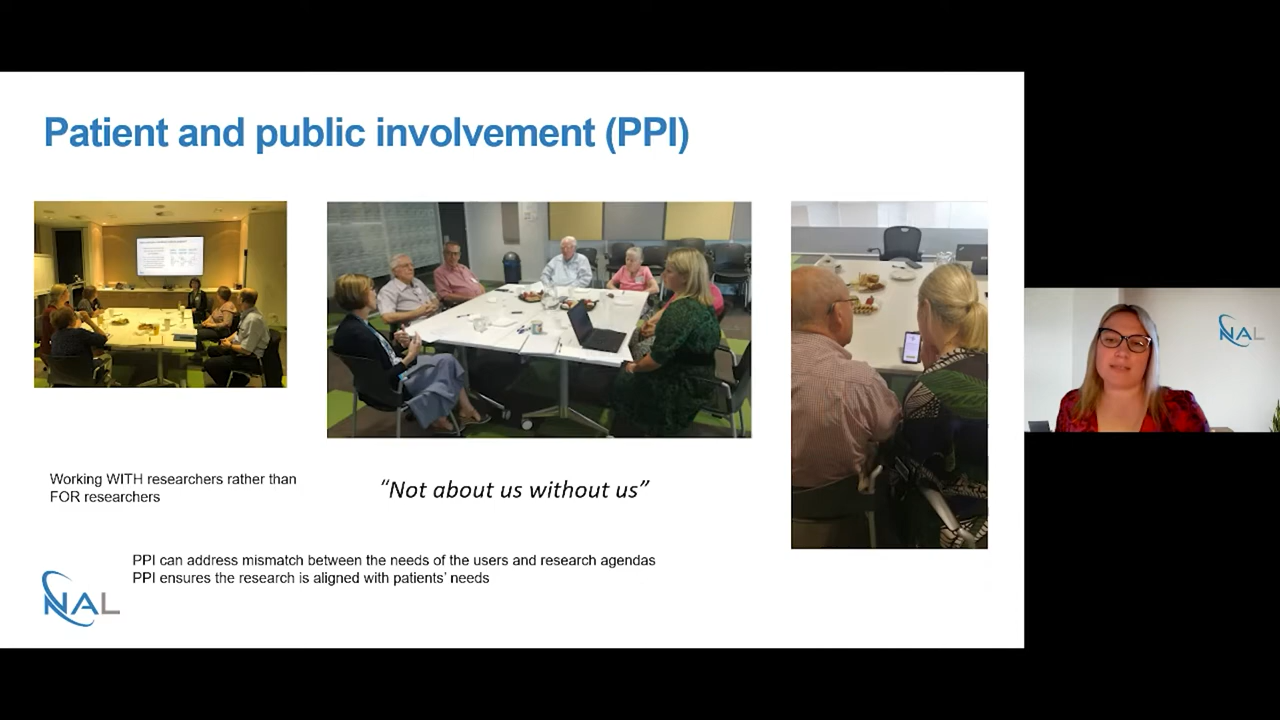 Patient and public involvement (PPI)
NAL
Working WITH researchers rather than
FOR researchers
“Not about us without us”
PPI can address mismatch between the needs of the users and research agendas
PPI ensures the research is aligned with patients’ needs
NAL